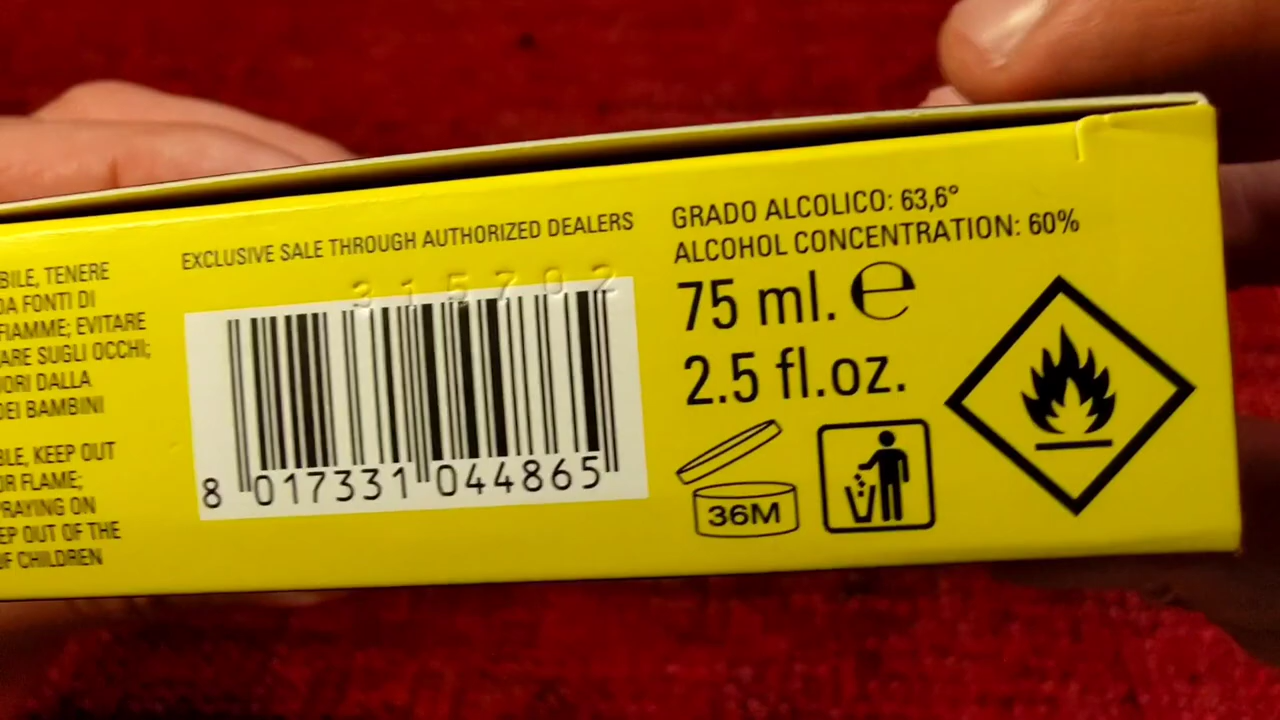 BILE, TENERE
DA FONTI DI
FIAMME; EVITARE
ARE SUGLI OCCHI;
ORI DALLA
DEI BAMBINI
BLE, KEEP OUT
OR FLAME;
RAYING ON
EP OUT OF THE
OF CHILDREN
EXCLUSIVE SALE THROUGH AUTHORIZED DEALERS
315702
8 017331 044865
GRADO ALCOLICO: 63,6°
ALCOHOL CONCENTRATION: 60%
75 ml. ℮
2.5 fl.oz.
36M